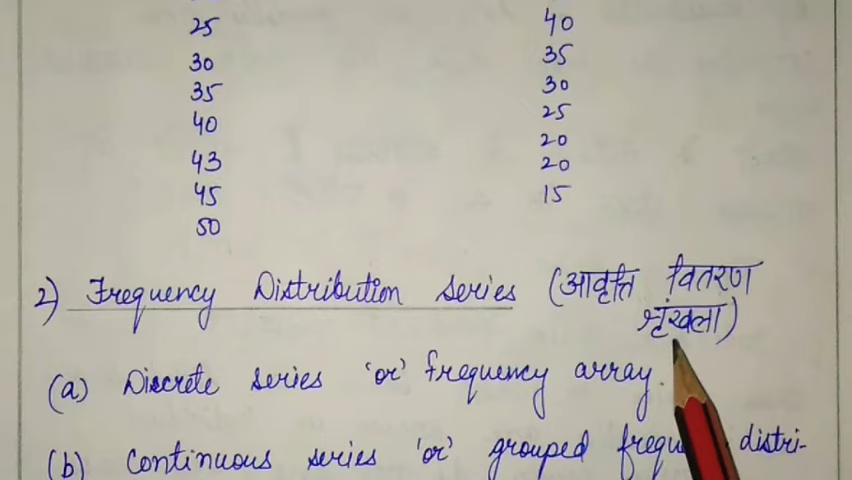 25 40
30 35
35 30
40 25
43 20
45 20
50 15
2) Frequency Distribution series (आवृत्ति वितरण
श्रृंखला)
(a) Discrete series 'or' frequency array.
(b) Continuous series 'or' grouped frequ distri-